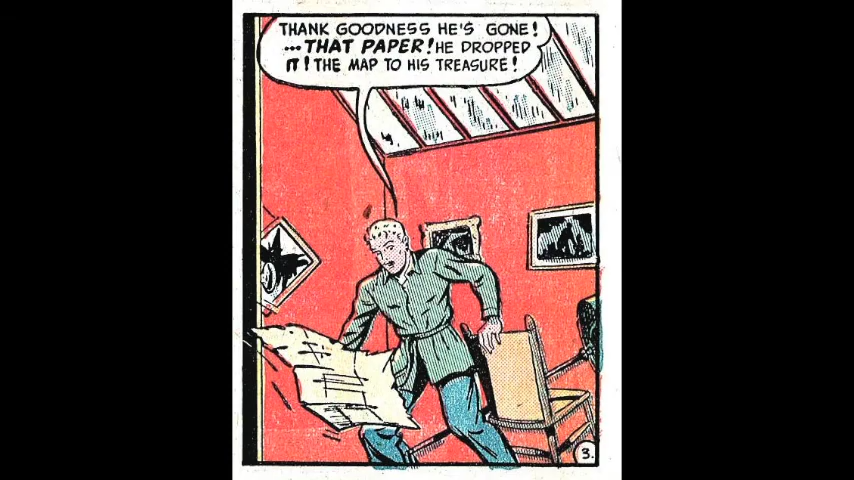 THANK GOODNESS HE'S GONE!
...THAT PAPER! HE DROPPED
IT! THE MAP TO HIS TREASURE!
3.